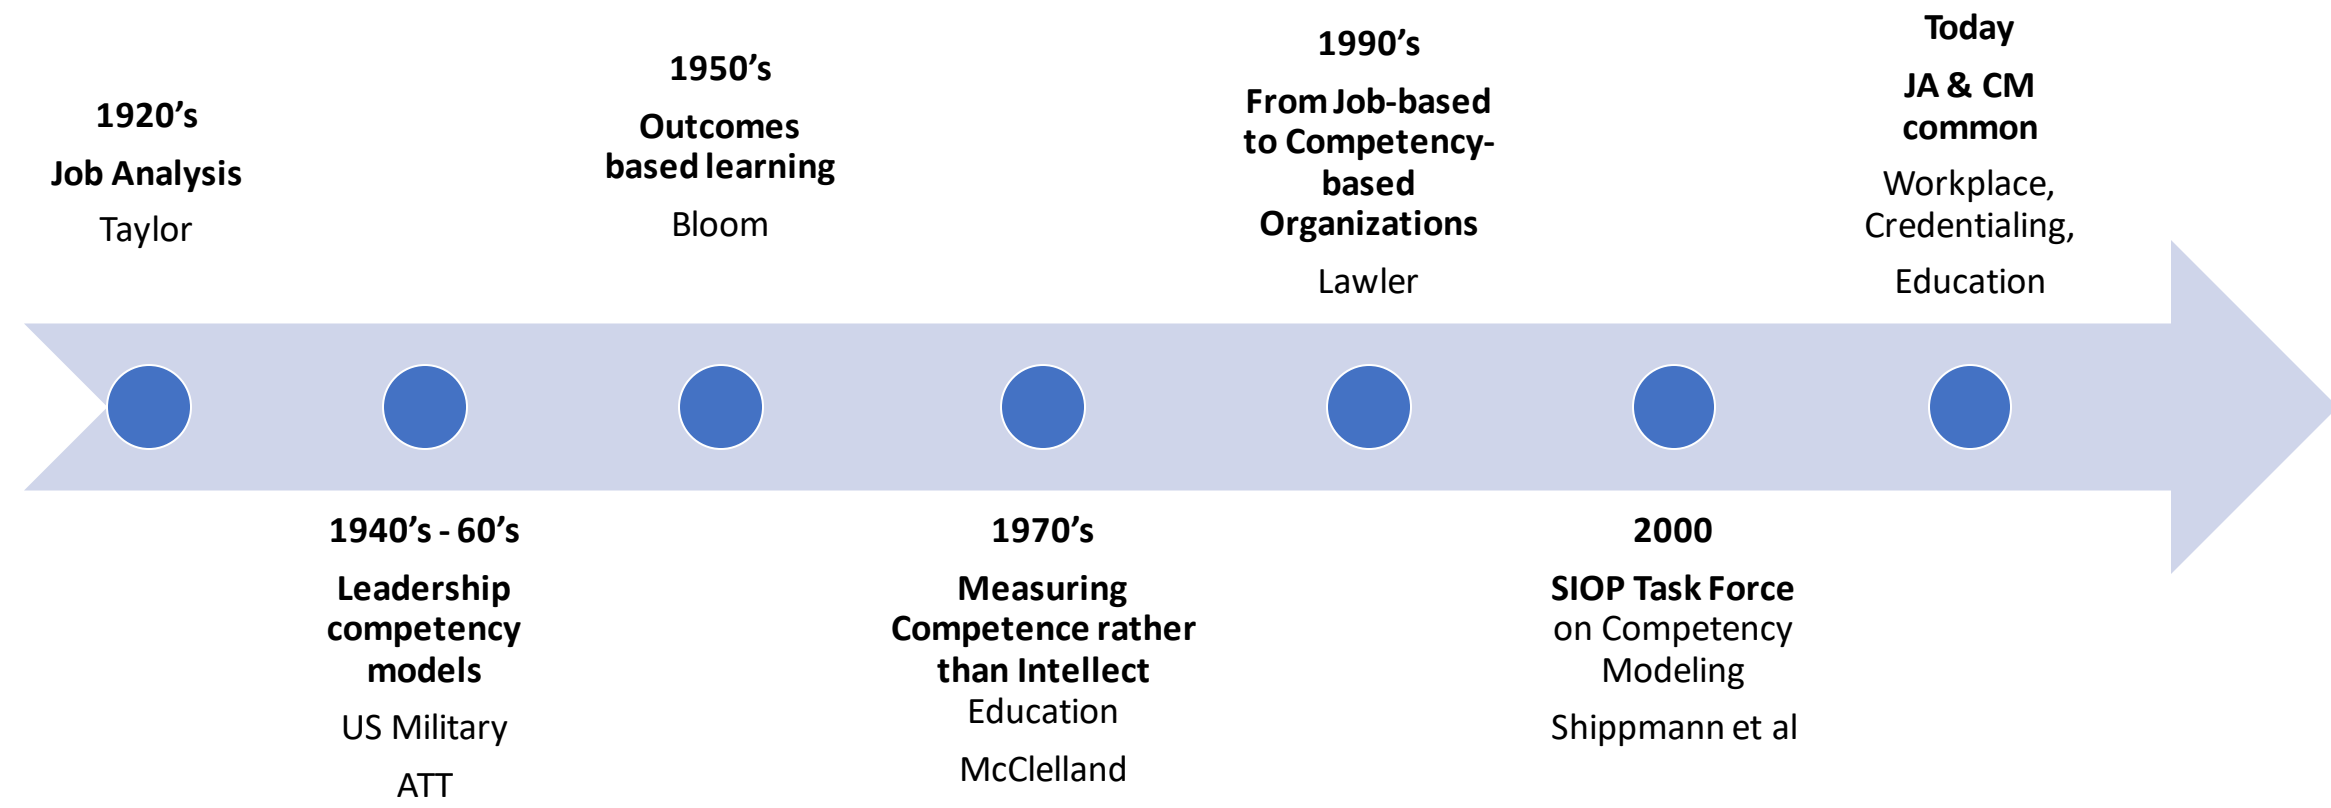 1920’s
Job Analysis
Taylor
1940’s - 60’s
Leadership
competency
models
US Military
ATT
1950’s
Outcomes
based learning
Bloom
1970’s
Measuring
Competence rather
than Intellect
Education
McClelland
1990’s
From Job-based
to Competency-
based
Organizations
Lawler
2000
SIOP Task Force
on Competency
Modeling
Shippmann et al
Today
JA & CM
common
Workplace,
Credentialing,
Education